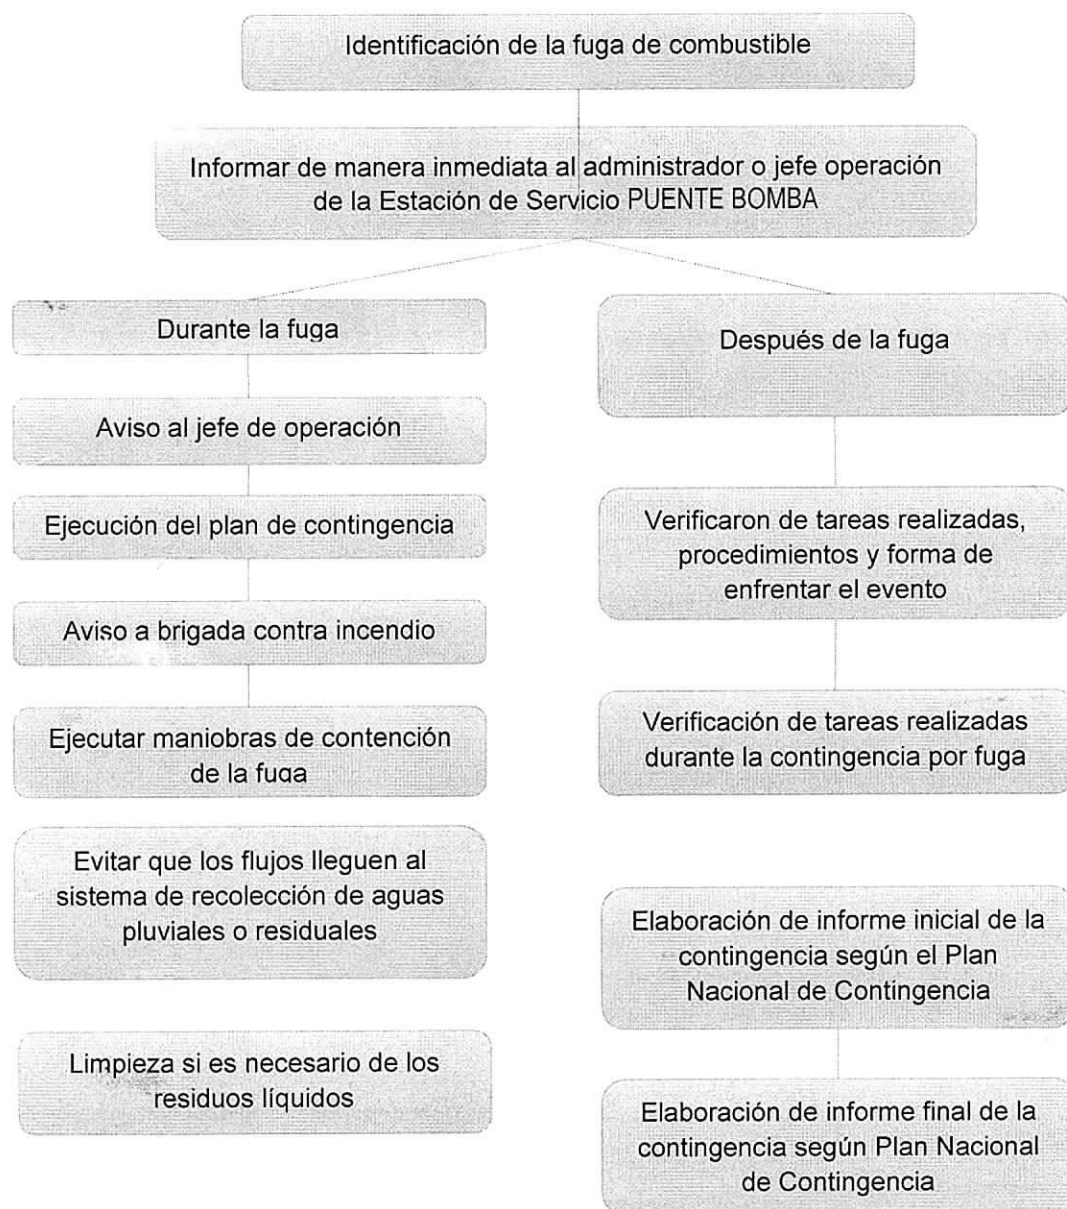 Identificación de la fuga de combustible
Informar de manera inmediata al administrador o jefe operación
de la Estación de Servicio PUENTE BOMBA
Durante la fuga
Aviso al jefe de operación
Ejecución del plan de contingencia
Aviso a brigada contra incendio
Ejecutar maniobras de contención
de la fuga
Evitar que los flujos lleguen al
sistema de recolección de aguas
pluviales o residuales
Limpieza si es necesario de los
residuos líquidos
Después de la fuga
Verificaron de tareas realizadas,
procedimientos y forma de
enfrentar el evento
Verificación de tareas realizadas
durante la contingencia por fuga
Elaboración de informe inicial de la
contingencia según el Plan
Nacional de Contingencia
Elaboración de informe final de la
contingencia según Plan Nacional
de Contingencia